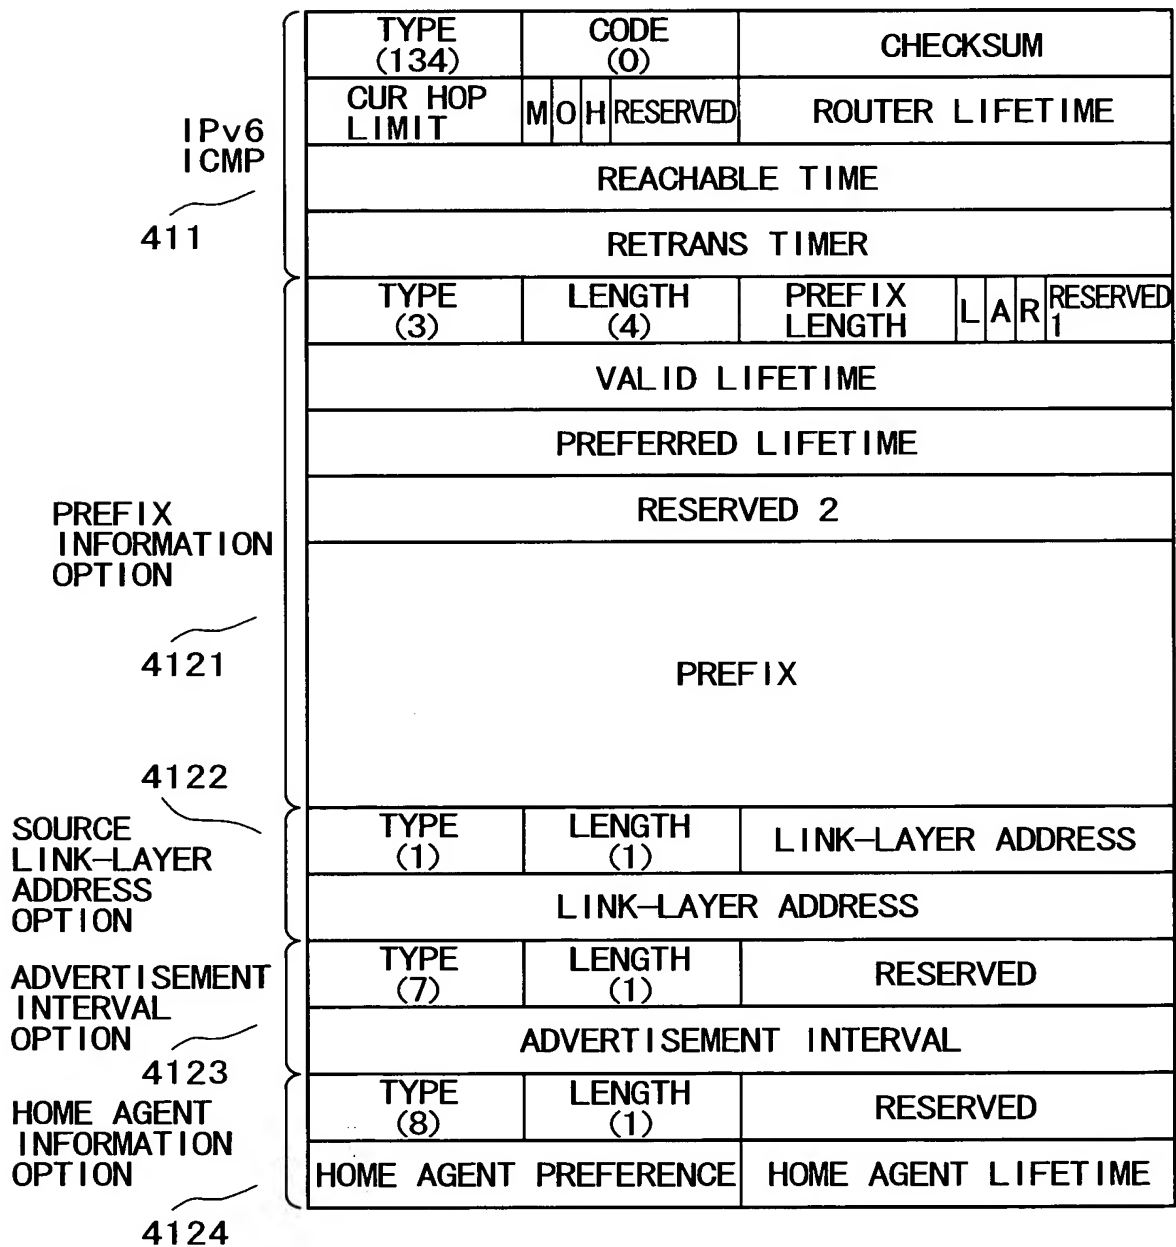 TYPE
(134)
CODE
(0)
CHECKSUM
CUR HOP
LIMIT
M O H RESERVED
ROUTER LIFETIME
IPv6
ICMP
411
REACHABLE TIME
RETRANS TIMER
TYPE
(3)
LENGTH
(4)
PREFIX
LENGTH
L A R RESERVED
1
VALID LIFETIME
PREFERRED LIFETIME
RESERVED 2
PREFIX
INFORMATION
OPTION
4121
PREFIX
4122
SOURCE
LINK-LAYER
ADDRESS
OPTION
TYPE
(1)
LENGTH
(1)
LINK-LAYER ADDRESS
LINK-LAYER ADDRESS
ADVERTISEMENT
INTERVAL
OPTION
4123
TYPE
(7)
LENGTH
(1)
RESERVED
ADVERTISEMENT INTERVAL
HOME AGENT
INFORMATION
OPTION
4124
TYPE
(8)
LENGTH
(1)
RESERVED
HOME AGENT PREFERENCE
HOME AGENT LIFETIME